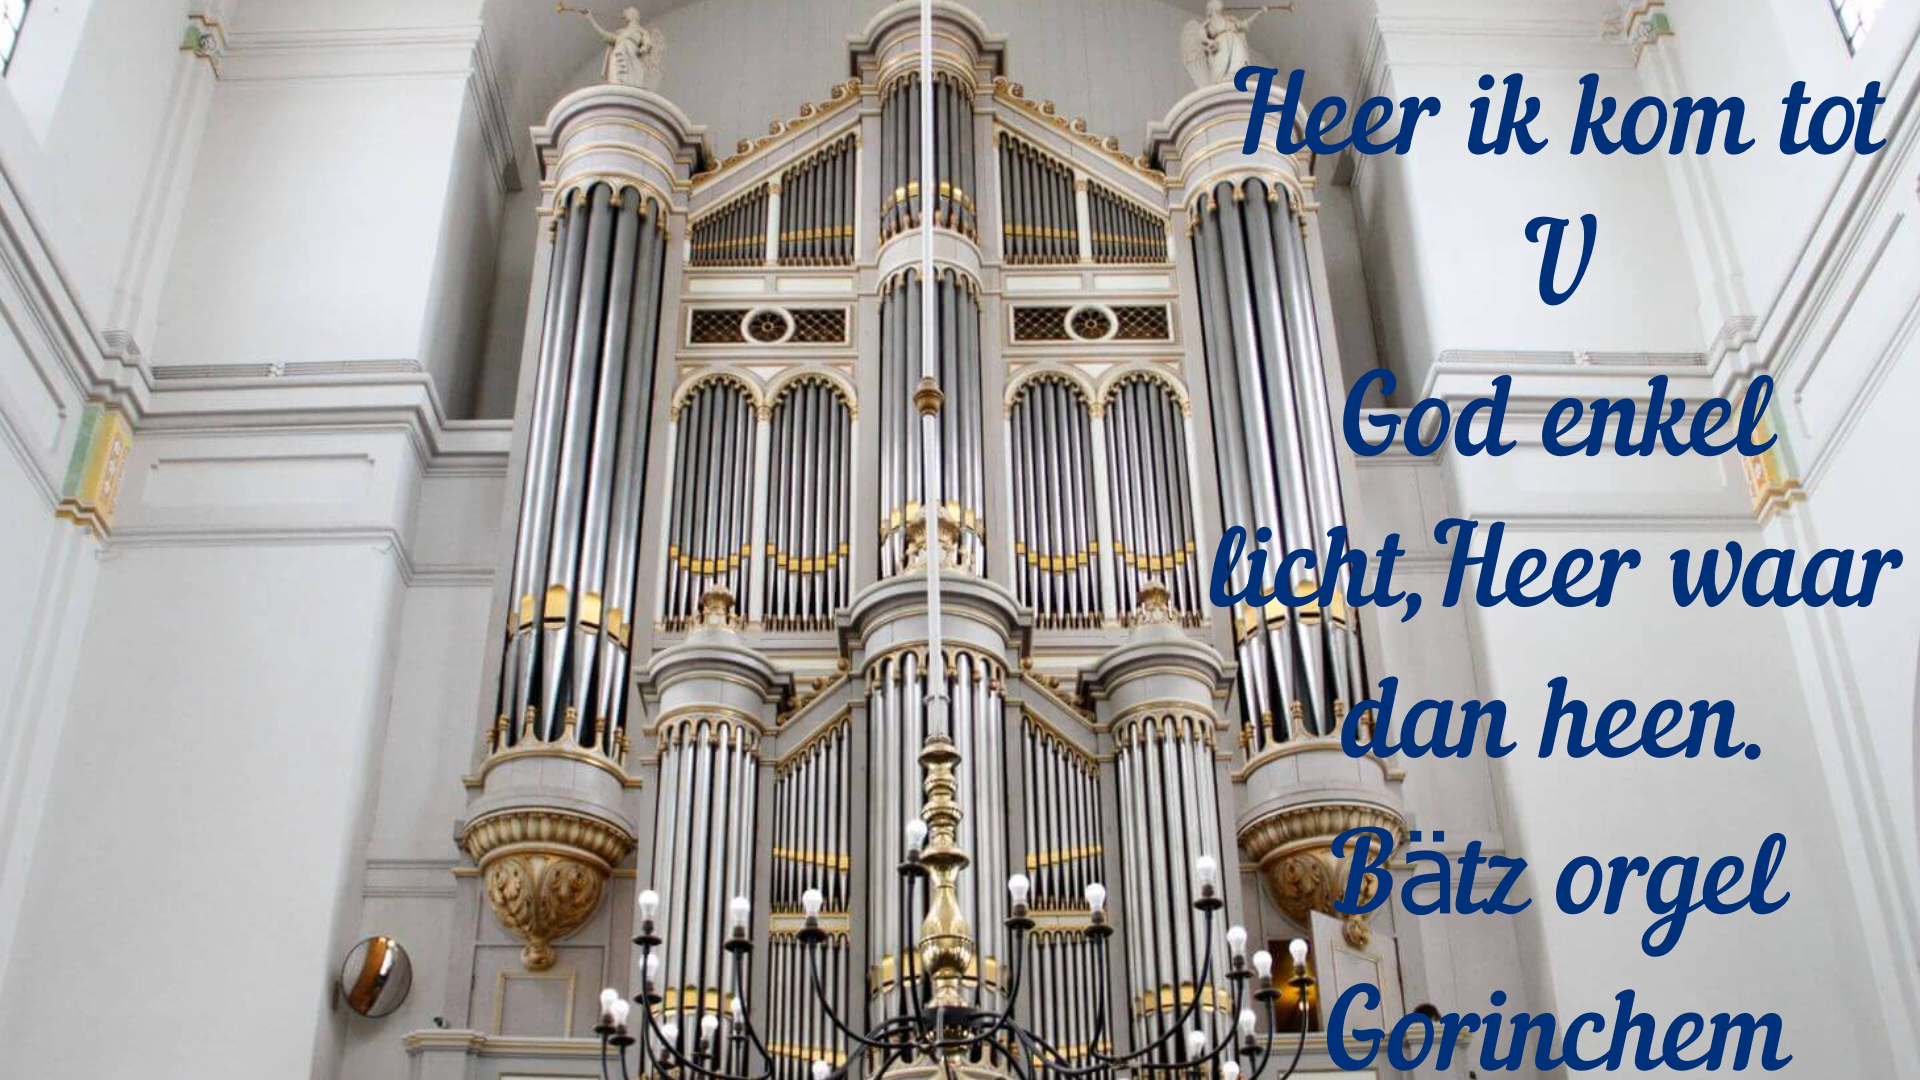 Heer ik kom tot
U
God enkel
licht,Heer waar
dan heen.
Bätz orgel
Gorinchem